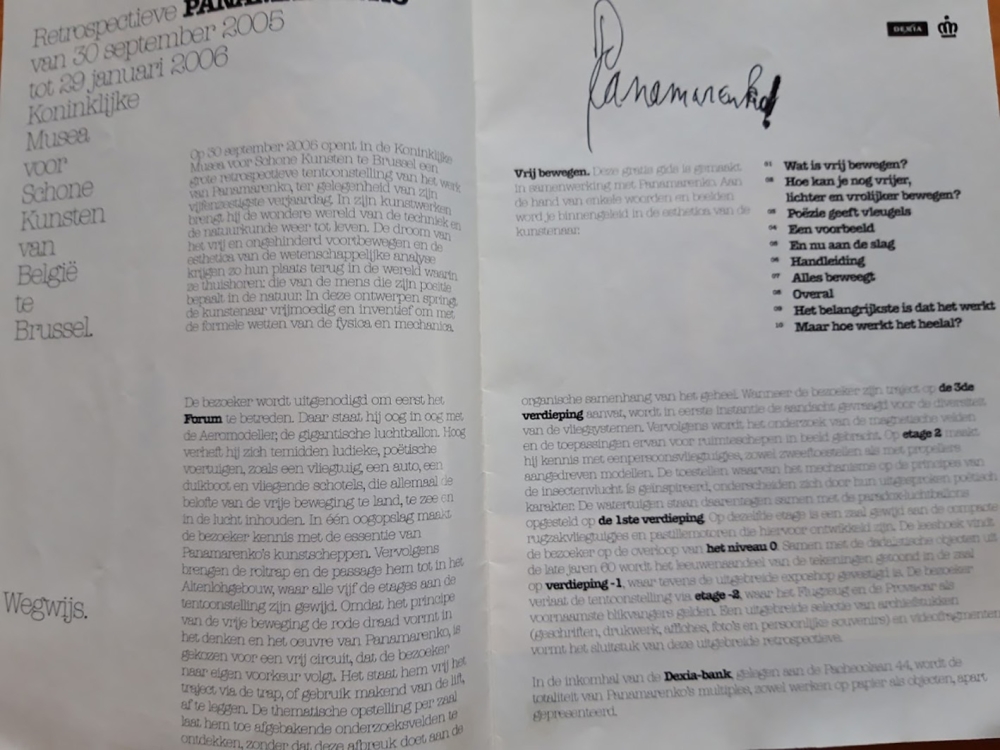 Retrospectieve
van 30 september 2005
tot 29 januari 2006
Koninklijke
Musea
voor
Schone
Kunsten
van
België
te
Brussel.
Op 30 september 2005 opent in de Koninklijke
Musea voor Schone Kunsten te Brussel een
grote retrospectieve tentoonstelling van het werk
van Panamarenko, ter gelegenheid van zijn
vijfenzestigste verjaardag. In zijn kunstwerken
brengt hij de wondere wereld van de techniek en
de natuurkunde weer tot leven. De droom van
het vrij en ongehinderd voortbewegen en de
esthetica van de wetenschappelijke analyse
krijgen zo hun plaats terug in de wereld waarin
ze thuishoren: die van de mens die zijn positie
bepaalt in de natuur. In deze ontwerpen springt
de kunstenaar vrijmoedig en inventief om met
de formele wetten van de fysica en mechanica.
Wegwijs.
De bezoeker wordt uitgenodigd om eerst het
Forum te betreden. Daar staat hij oog in oog met
de Aeromodeller; de gigantische luchtballon. Hoog
verheft hij zich temidden ludieke, poëtische
voertuigen, zoals een vliegtuig, een auto, een
duikboot en vliegende schotels, die allemaal de
belofte van de vrije beweging te land, te zee en
in de lucht inhouden. In één oogopslag maakt
de bezoeker kennis met de essentie van
Panamarenko's kunstscheppen. Vervolgens
brengen de roltrap en de passage hem tot in het
Altenlohgebouw, waar alle vijf de etages aan de
tentoonstelling zijn gewijd. Omdat het principe
van de vrije beweging de rode draad vormt in
het denken en het oeuvre van Panamarenko, is
gekozen voor een vrij circuit, dat de bezoeker
naar eigen voorkeur volgt. Het staat hem vrij het
traject via de trap, of gebruik makend van de lift,
af te leggen. De thematische opstelling per zaal
laat hem toe afgebakende onderzoeksvelden te
ontdekken, zonder dat deze afbreuk doet aan de
DEXIA
Panamarenko!
Vrij bewegen. Deze gratis gids is gemaakt
in samenwerking met Panamarenko. Aan
de hand van enkele woorden en beelden
word je binnengeleid in de esthetica van de
kunstenaar:
01 Wat is vrij bewegen?
02 Hoe kan je nog vrijer,
lichter en vrolijker bewegen?
03 Poëzie geeft vleugels
04 Een voorbeeld
05 En nu aan de slag
06 Handleiding
07 Alles beweegt
08 Overal
09 Het belangrijkste is dat het werkt
10 Maar hoe werkt het heelal?
organische samenhang van het geheel. Wanneer de bezoeker zijn traject op de 3de
verdieping aanvat, wordt in eerste instantie de aandacht gevraagd voor de diversiteit
van de vliegsystemen. Vervolgens wordt het onderzoek van de magnetische velden
en de toepassingen ervan voor ruimteschepen in beeld gebracht. Op etage 2 maakt
hij kennis met eenpersoonsvliegtuigjes, zowel zweeftoestellen als met propellers
aangedreven modellen. De toestellen waarvan het mechanisme op de principes van
de insectenvlucht is geïnspireerd, onderscheiden zich door hun uitgesproken poëtisch
karakter. De watertuigen staan daarentegen samen met de paradox-luchtballons
opgesteld op de 1ste verdieping. Op dezelfde etage is een zaal gewijd aan de compacte
rugzakvliegtuigjes en pastillemotoren die hiervoor ontwikkeld zijn. De leeshoek vindt
de bezoeker op de overloop van het niveau 0. Samen met de dadaïstische objecten uit
de late jaren 60 wordt het leeuwenaandeel van de tekeningen getoond in de zaal
op verdieping -1, waar tevens de uitgebreide exposhop gevestigd is. De bezoeker
verlaat de tentoonstelling via etage -2, waar het Flugzeug en de Provacar als
voornaamste blikvangers gelden. Een uitgebreide selectie van archiefstukken
(geschriften, drukwerk, affiches, foto's en persoonlijke souvenirs) en videofragmenten
vormt het sluitstuk van deze uitgebreide retrospectieve.
In de inkomhal van de Dexia-bank, gelegen aan de Pachecolaan 44, wordt de
totaliteit van Panamarenko's multiples, zowel werken op papier als objecten, apart
gepresenteerd.